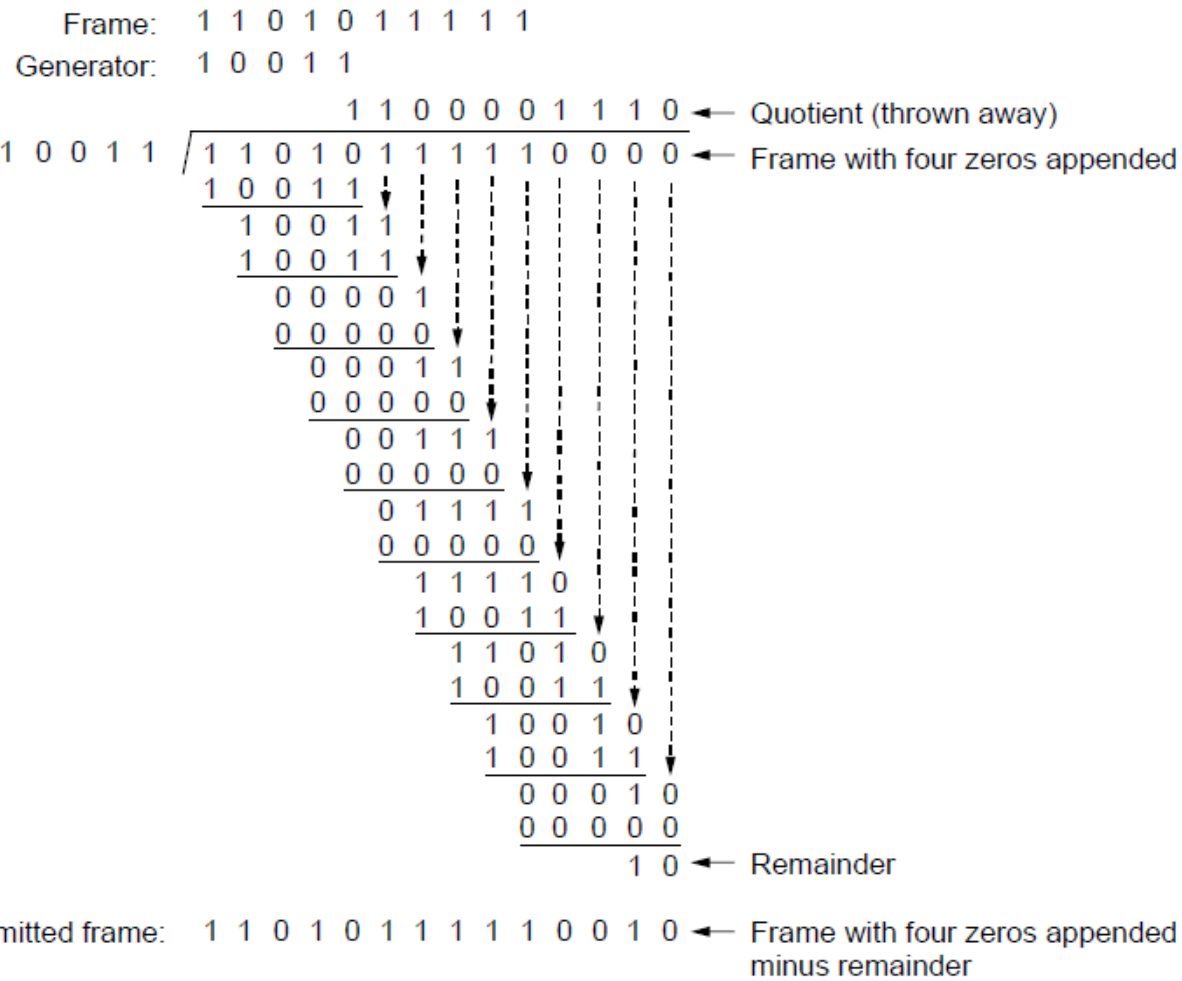 Frame: 1 1 0 1 0 1 1 1 1 1
Generator: 1 0 0 1 1
1 1 0 0 0 0 1 1 1 0 Quotient (thrown away)
1 0 0 1 1 1 1 0 1 0 1 1 1 1 1 0 0 0 0 Frame with four zeros appended
1 0 0 1 1
1 0 0 1 1
1 0 0 1 1
0 0 0 0 1
0 0 0 0 0
0 0 0 1 1
0 0 0 0 0
0 0 1 1 1
0 0 0 0 0
0 1 1 1 1
0 0 0 0 0
1 1 1 1 0
1 0 0 1 1
1 1 0 1 0
1 0 0 1 1
1 0 0 1 0
1 0 0 1 1
0 0 0 1 0
0 0 0 0 0
1 0 Remainder
mitted frame: 1 1 0 1 0 1 1 1 1 1 0 0 1 0 Frame with four zeros appended
minus remainder